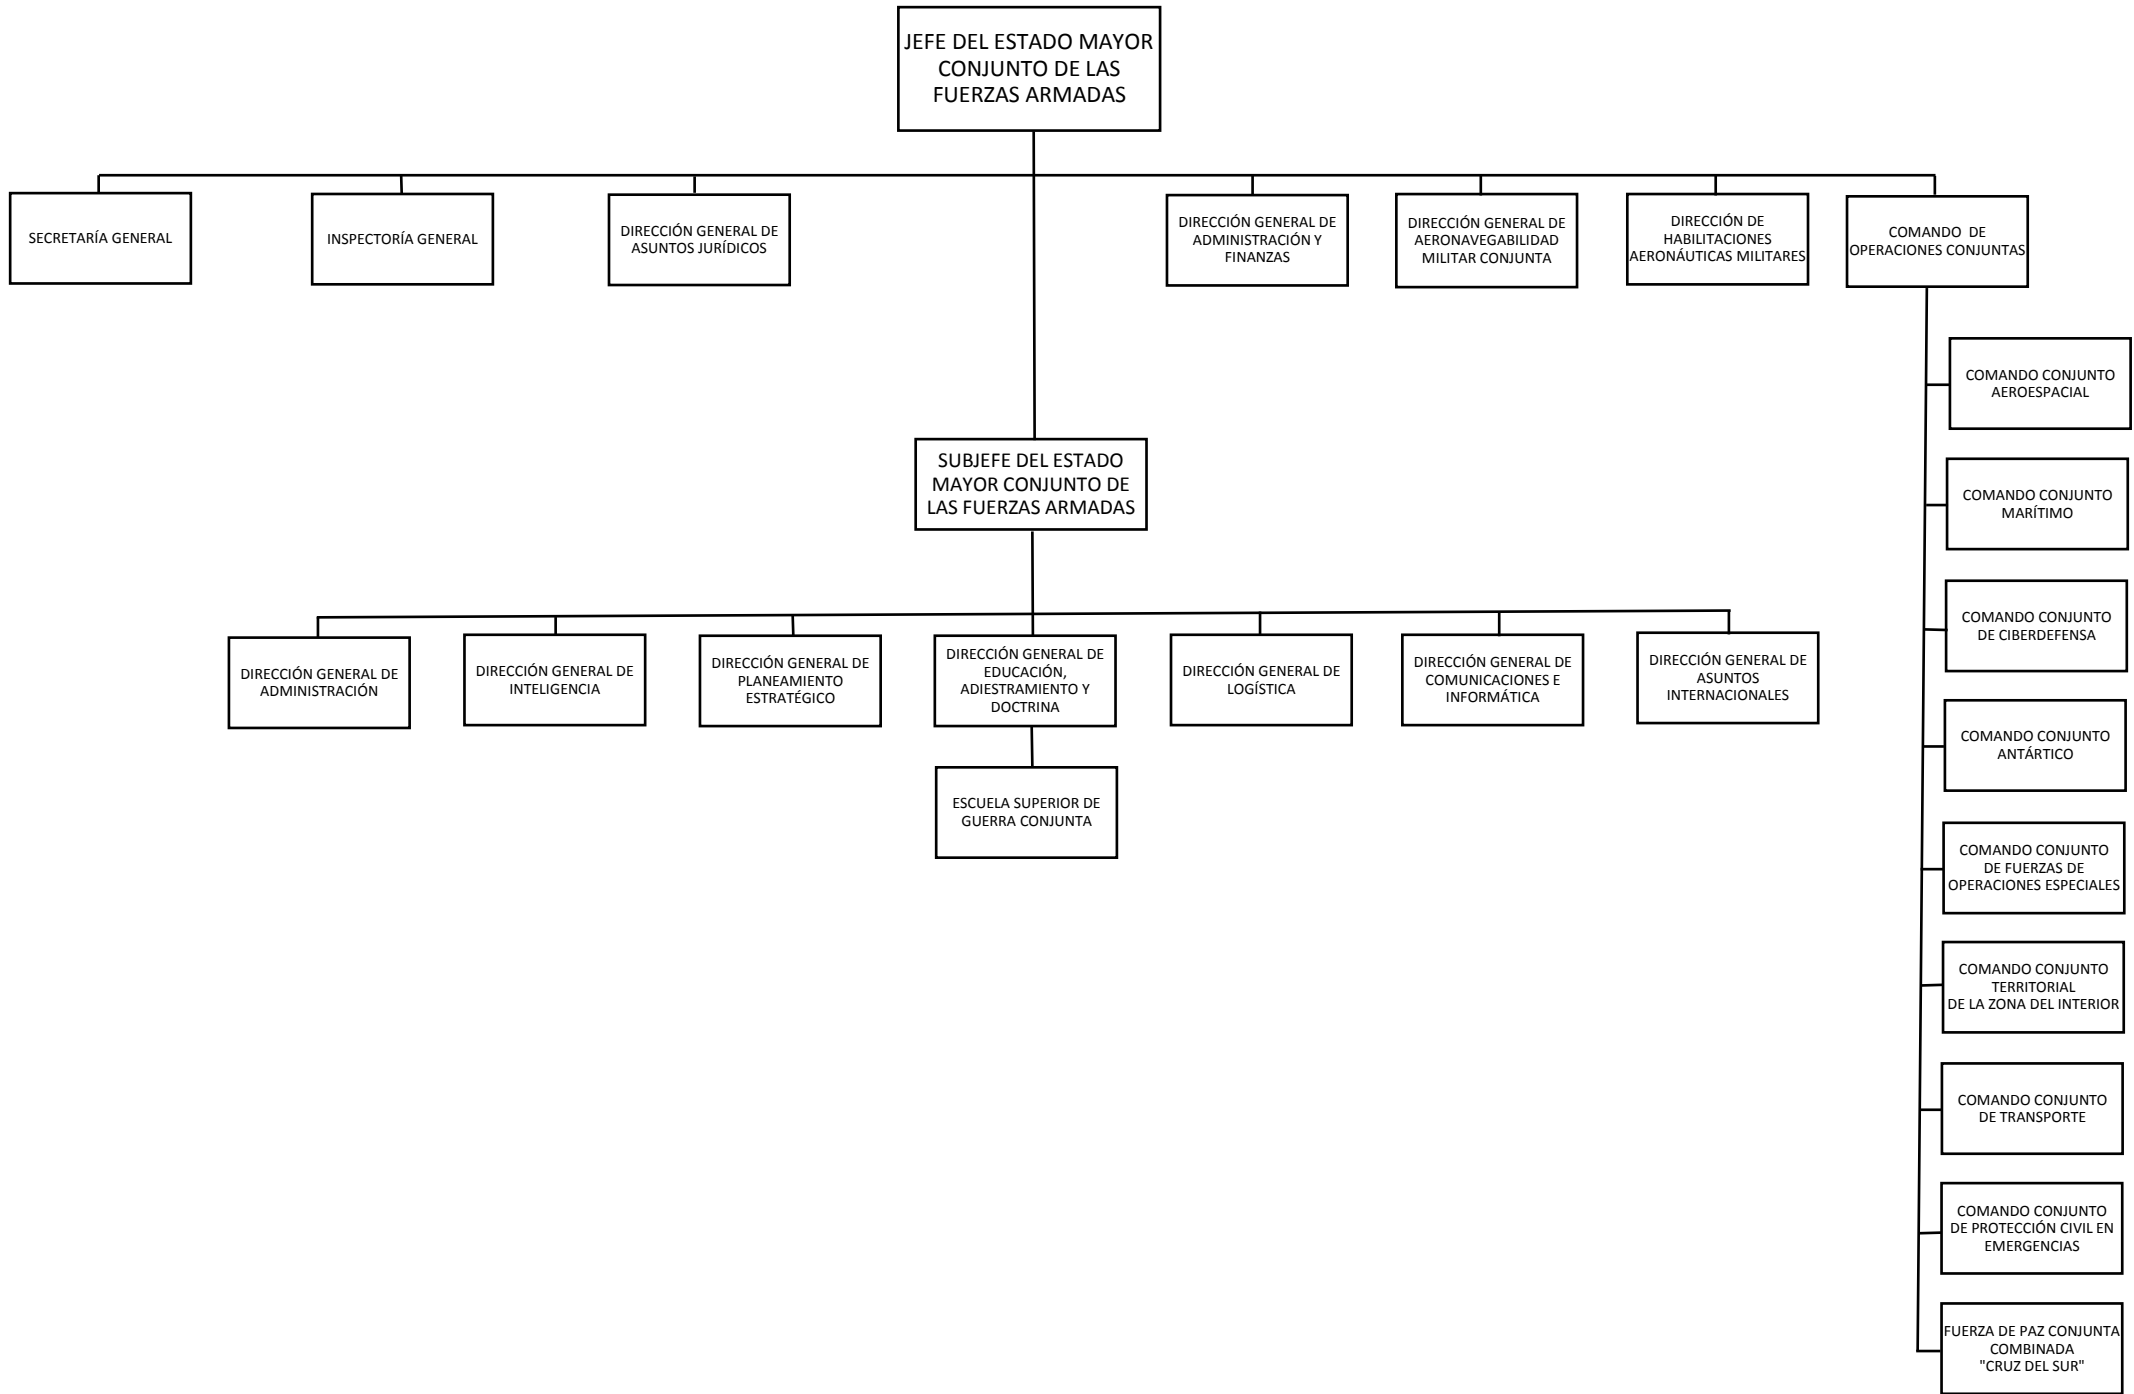 JEFE DEL ESTADO MAYOR
CONJUNTO DE LAS
FUERZAS ARMADAS
SECRETARÍA GENERAL
INSPECTORÍA GENERAL
DIRECCIÓN GENERAL DE
ASUNTOS JURÍDICOS
DIRECCIÓN GENERAL DE
ADMINISTRACIÓN Y
FINANZAS
DIRECCIÓN GENERAL DE
AERONAVEGABILIDAD
MILITAR CONJUNTA
DIRECCIÓN DE
HABILITACIONES
AERONÁUTICAS MILITARES
COMANDO DE
OPERACIONES CONJUNTAS
COMANDO CONJUNTO
AEROESPACIAL
COMANDO CONJUNTO
MARÍTIMO
COMANDO CONJUNTO
DE CIBERDEFENSA
COMANDO CONJUNTO
ANTÁRTICO
COMANDO CONJUNTO
DE FUERZAS DE
OPERACIONES ESPECIALES
COMANDO CONJUNTO
TERRITORIAL
DE LA ZONA DEL INTERIOR
COMANDO CONJUNTO
DE TRANSPORTE
COMANDO CONJUNTO
DE PROTECCIÓN CIVIL EN
EMERGENCIAS
FUERZA DE PAZ CONJUNTA
COMBINADA
"CRUZ DEL SUR"
SUBJEFE DEL ESTADO
MAYOR CONJUNTO DE
LAS FUERZAS ARMADAS
DIRECCIÓN GENERAL DE
ADMINISTRACIÓN
DIRECCIÓN GENERAL DE
INTELIGENCIA
DIRECCIÓN GENERAL DE
PLANEAMIENTO
ESTRATÉGICO
DIRECCIÓN GENERAL DE
EDUCACIÓN,
ADIESTRAMIENTO Y
DOCTRINA
DIRECCIÓN GENERAL DE
LOGÍSTICA
DIRECCIÓN GENERAL DE
COMUNICACIONES E
INFORMÁTICA
DIRECCIÓN GENERAL DE
ASUNTOS
INTERNACIONALES
ESCUELA SUPERIOR DE
GUERRA CONJUNTA